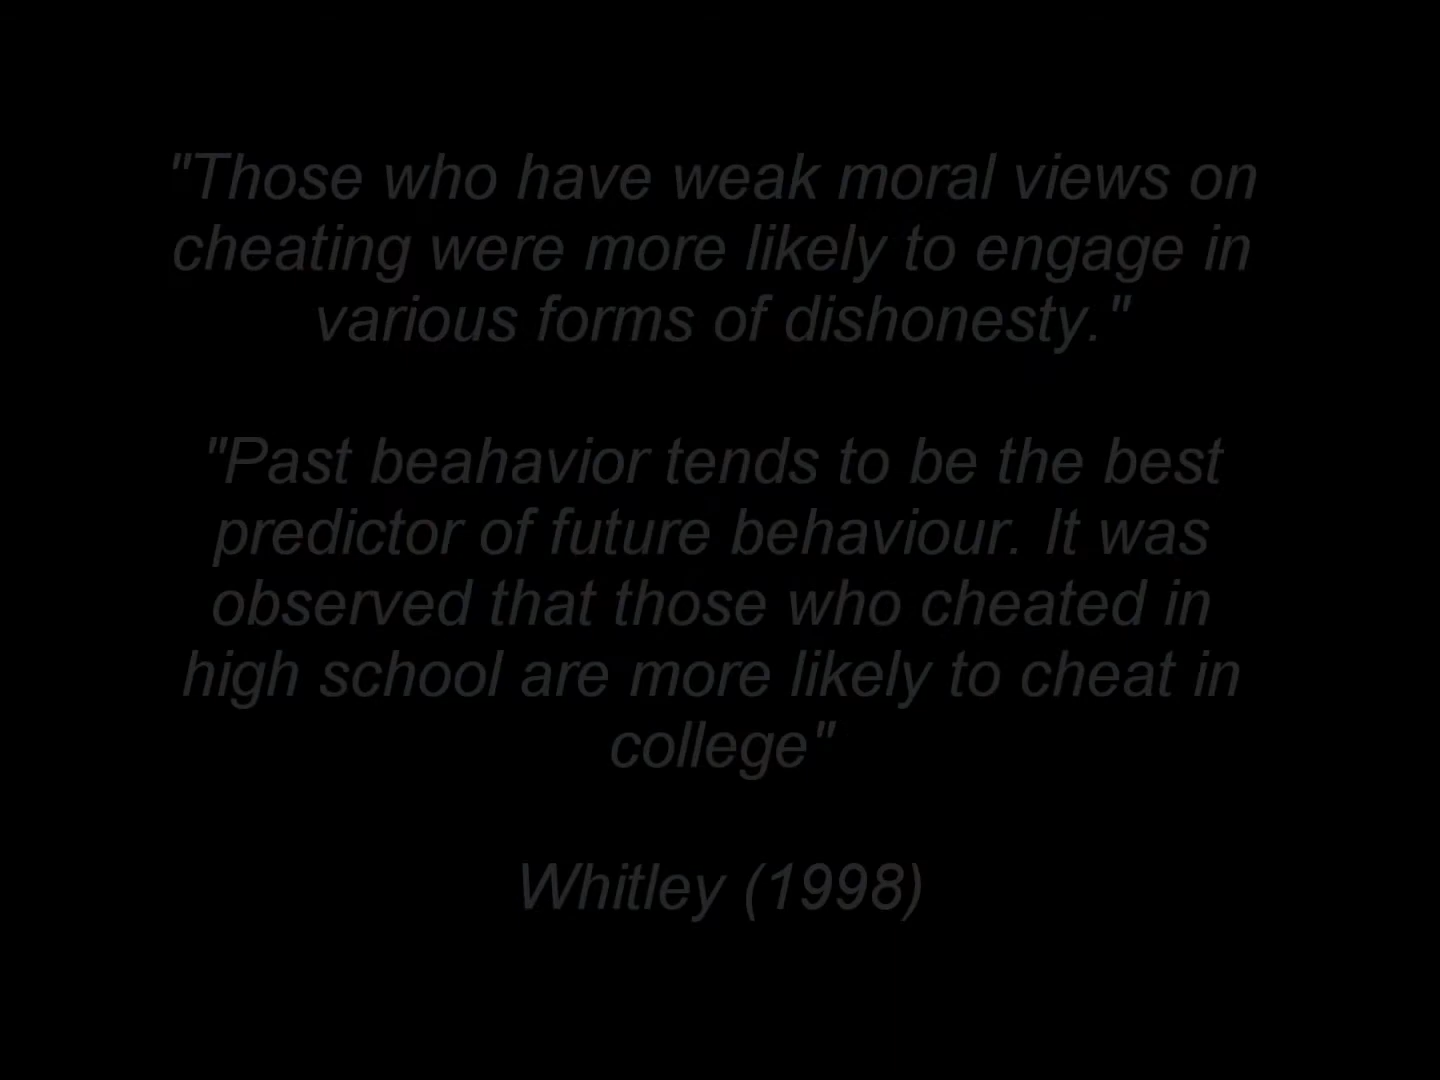 "Those who have weak moral views on
cheating were more likely to engage in
various forms of dishonesty."
"Past beahavior tends to be the best
predictor of future behaviour. It was
observed that those who cheated in
high school are more likely to cheat in
college"
Whitley (1998)